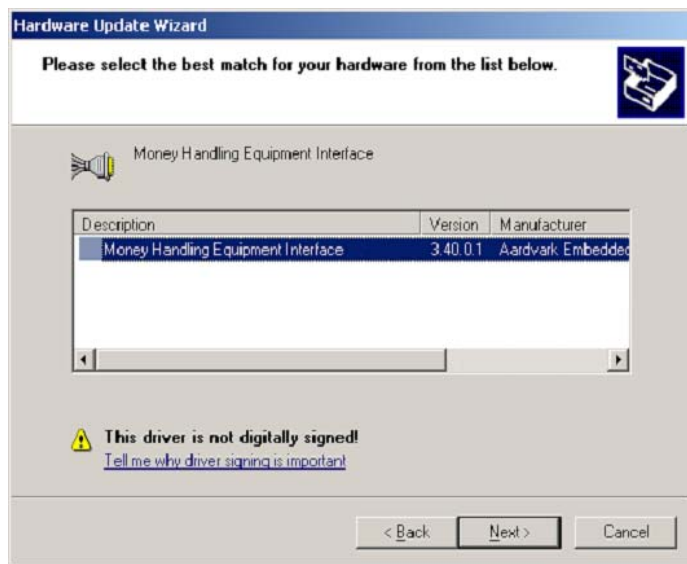 Hardware Update Wizard
Please select the best match for your hardware from the list below.
Money Handling Equipment Interface
Description Version Manufacturer
Money Handling Equipment Interface 3.40.0.1 Aardvark Embedded
This driver is not digitally signed!
Tell me why driver signing is important
< Back Next > Cancel